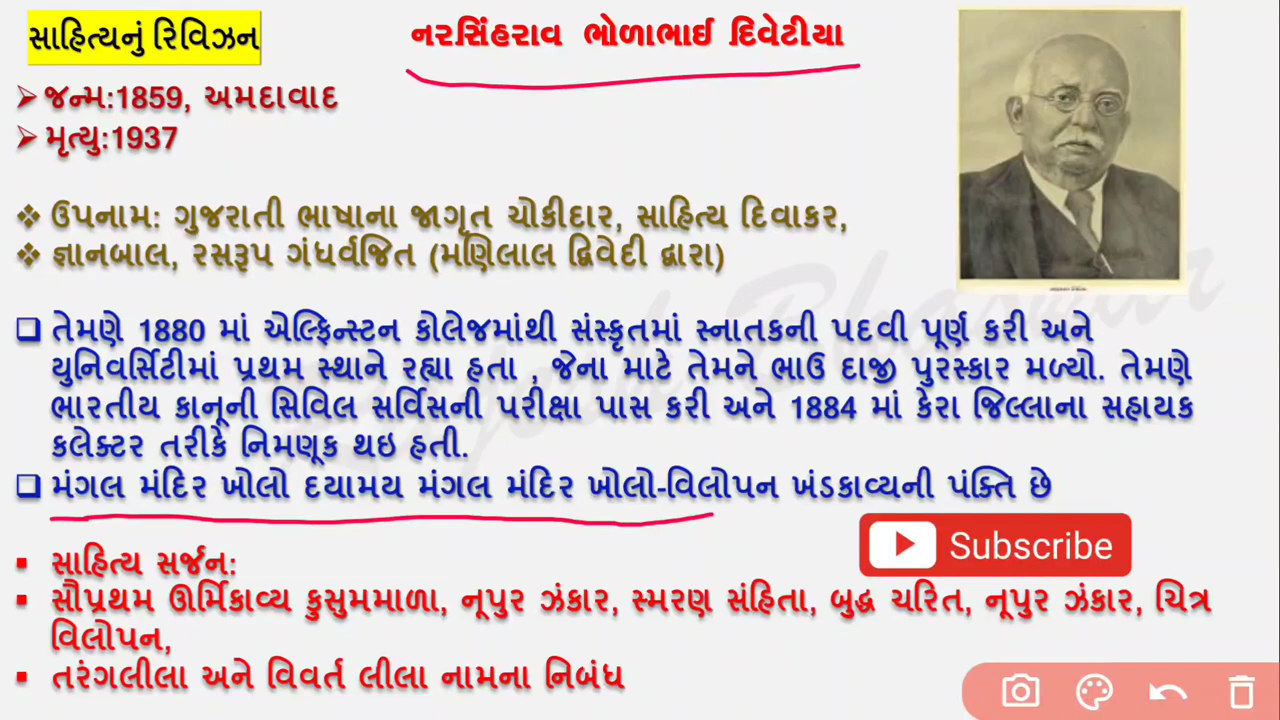 સાહિત્યનું રિવિઝન
નરસિંહરાવ ભોળાભાઈ દિવેટીયા
જન્મ:1859, અમદાવાદ
મૃત્યુ:1937
ઉપનામ: ગુજરાતી ભાષાના જાગૃત ચોકીદાર, સાહિત્ય દિવાકર,
જ્ઞાનબાલ, રસરૂપ ગંધર્વજિત (મણિલાલ દ્વિવેદી દ્વારા)
તેમણે 1880 માં એલ્ફિન્સ્ટન કોલેજમાંથી સંસ્કૃતમાં સ્નાતકની પદવી પૂર્ણ કરી અને
યુનિવર્સિટીમાં પ્રથમ સ્થાને રહ્યા હતા , જેના માટે તેમને ભાઉ દાજી પુરસ્કાર મળ્યો. તેમણે
ભારતીય કાનૂની સિવિલ સર્વિસની પરીક્ષા પાસ કરી અને 1884 માં કેરા જિલ્લાના સહાયક
કલેક્ટર તરીકે નિમણૂક થઇ હતી.
મંગલ મંદિર ખોલો દયામય મંગલ મંદિર ખોલો-વિલોપન ખંડકાવ્યની પંક્તિ છે
Subscribe
સાહિત્ય સર્જન:
સૌપ્રથમ ઊર્મિકાવ્ય કુસુમમાળા, નૂપુર ઝંકાર, સ્મરણ સંહિતા, બુદ્ધ ચરિત, નૂપુર ઝંકાર, ચિત્ર
વિલોપન,
તરંગલીલા અને વિવર્ત લીલા નામના નિબંધ